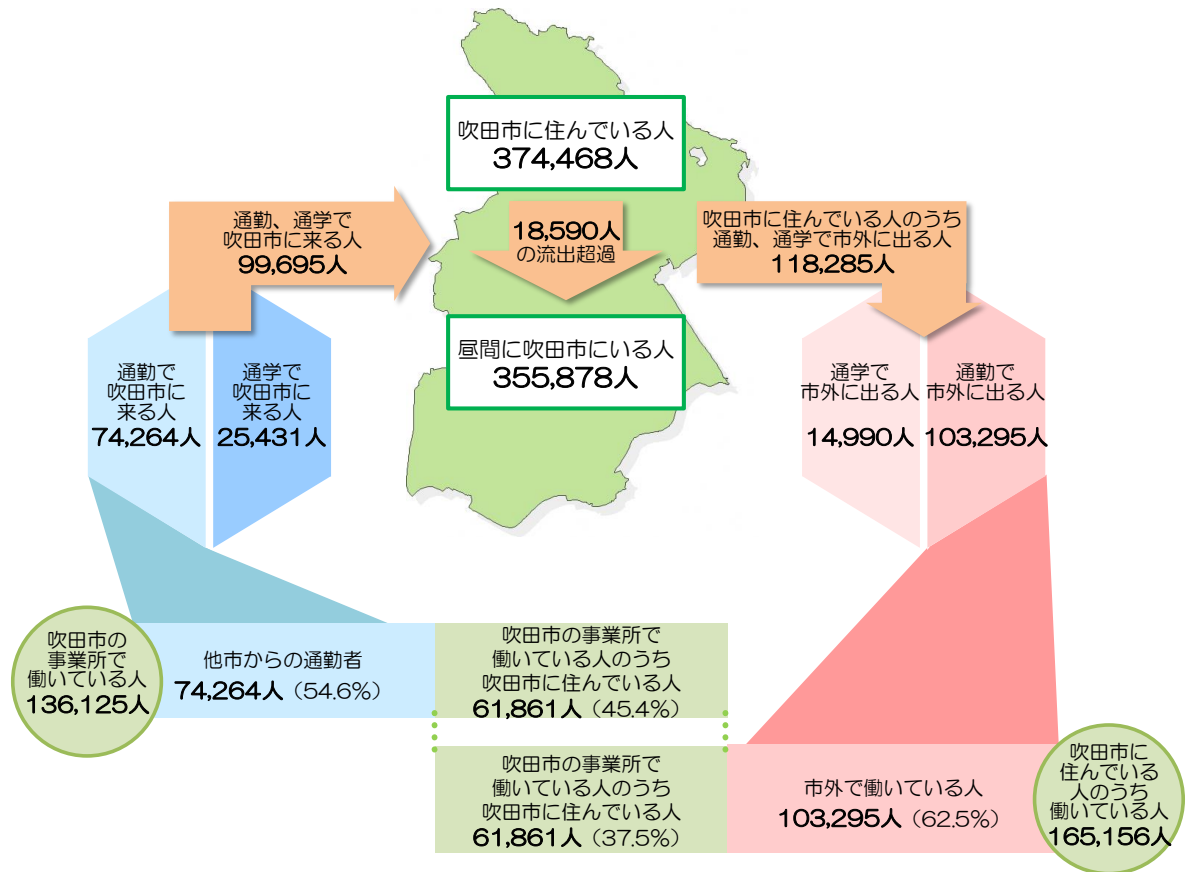 吹田市に住んでいる人
374,468人
通勤、通学で
吹田市に来る人
99,695人
18,590人
の流出超過
吹田市に住んでいる人のうち
通勤、通学で市外に出る人
118,285人
昼間に吹田市にいる人
355,878人
通勤で
吹田市に
来る人
74,264人
通学で
吹田市に
来る人
25,431人
通学で
市外に出る人
14,990人
通勤で
市外に出る人
103,295人
吹田市の
事業所で
働いている人
136,125人
他市からの通勤者
74,264人（54.6%）
吹田市の事業所で
働いている人のうち
吹田市に住んでいる人
61,861人（45.4%）
吹田市の事業所で
働いている人のうち
吹田市に住んでいる人
61,861人（37.5%）
市外で働いている人
103,295人（62.5%）
吹田市に
住んでいる
人のうち
働いている人
165,156人